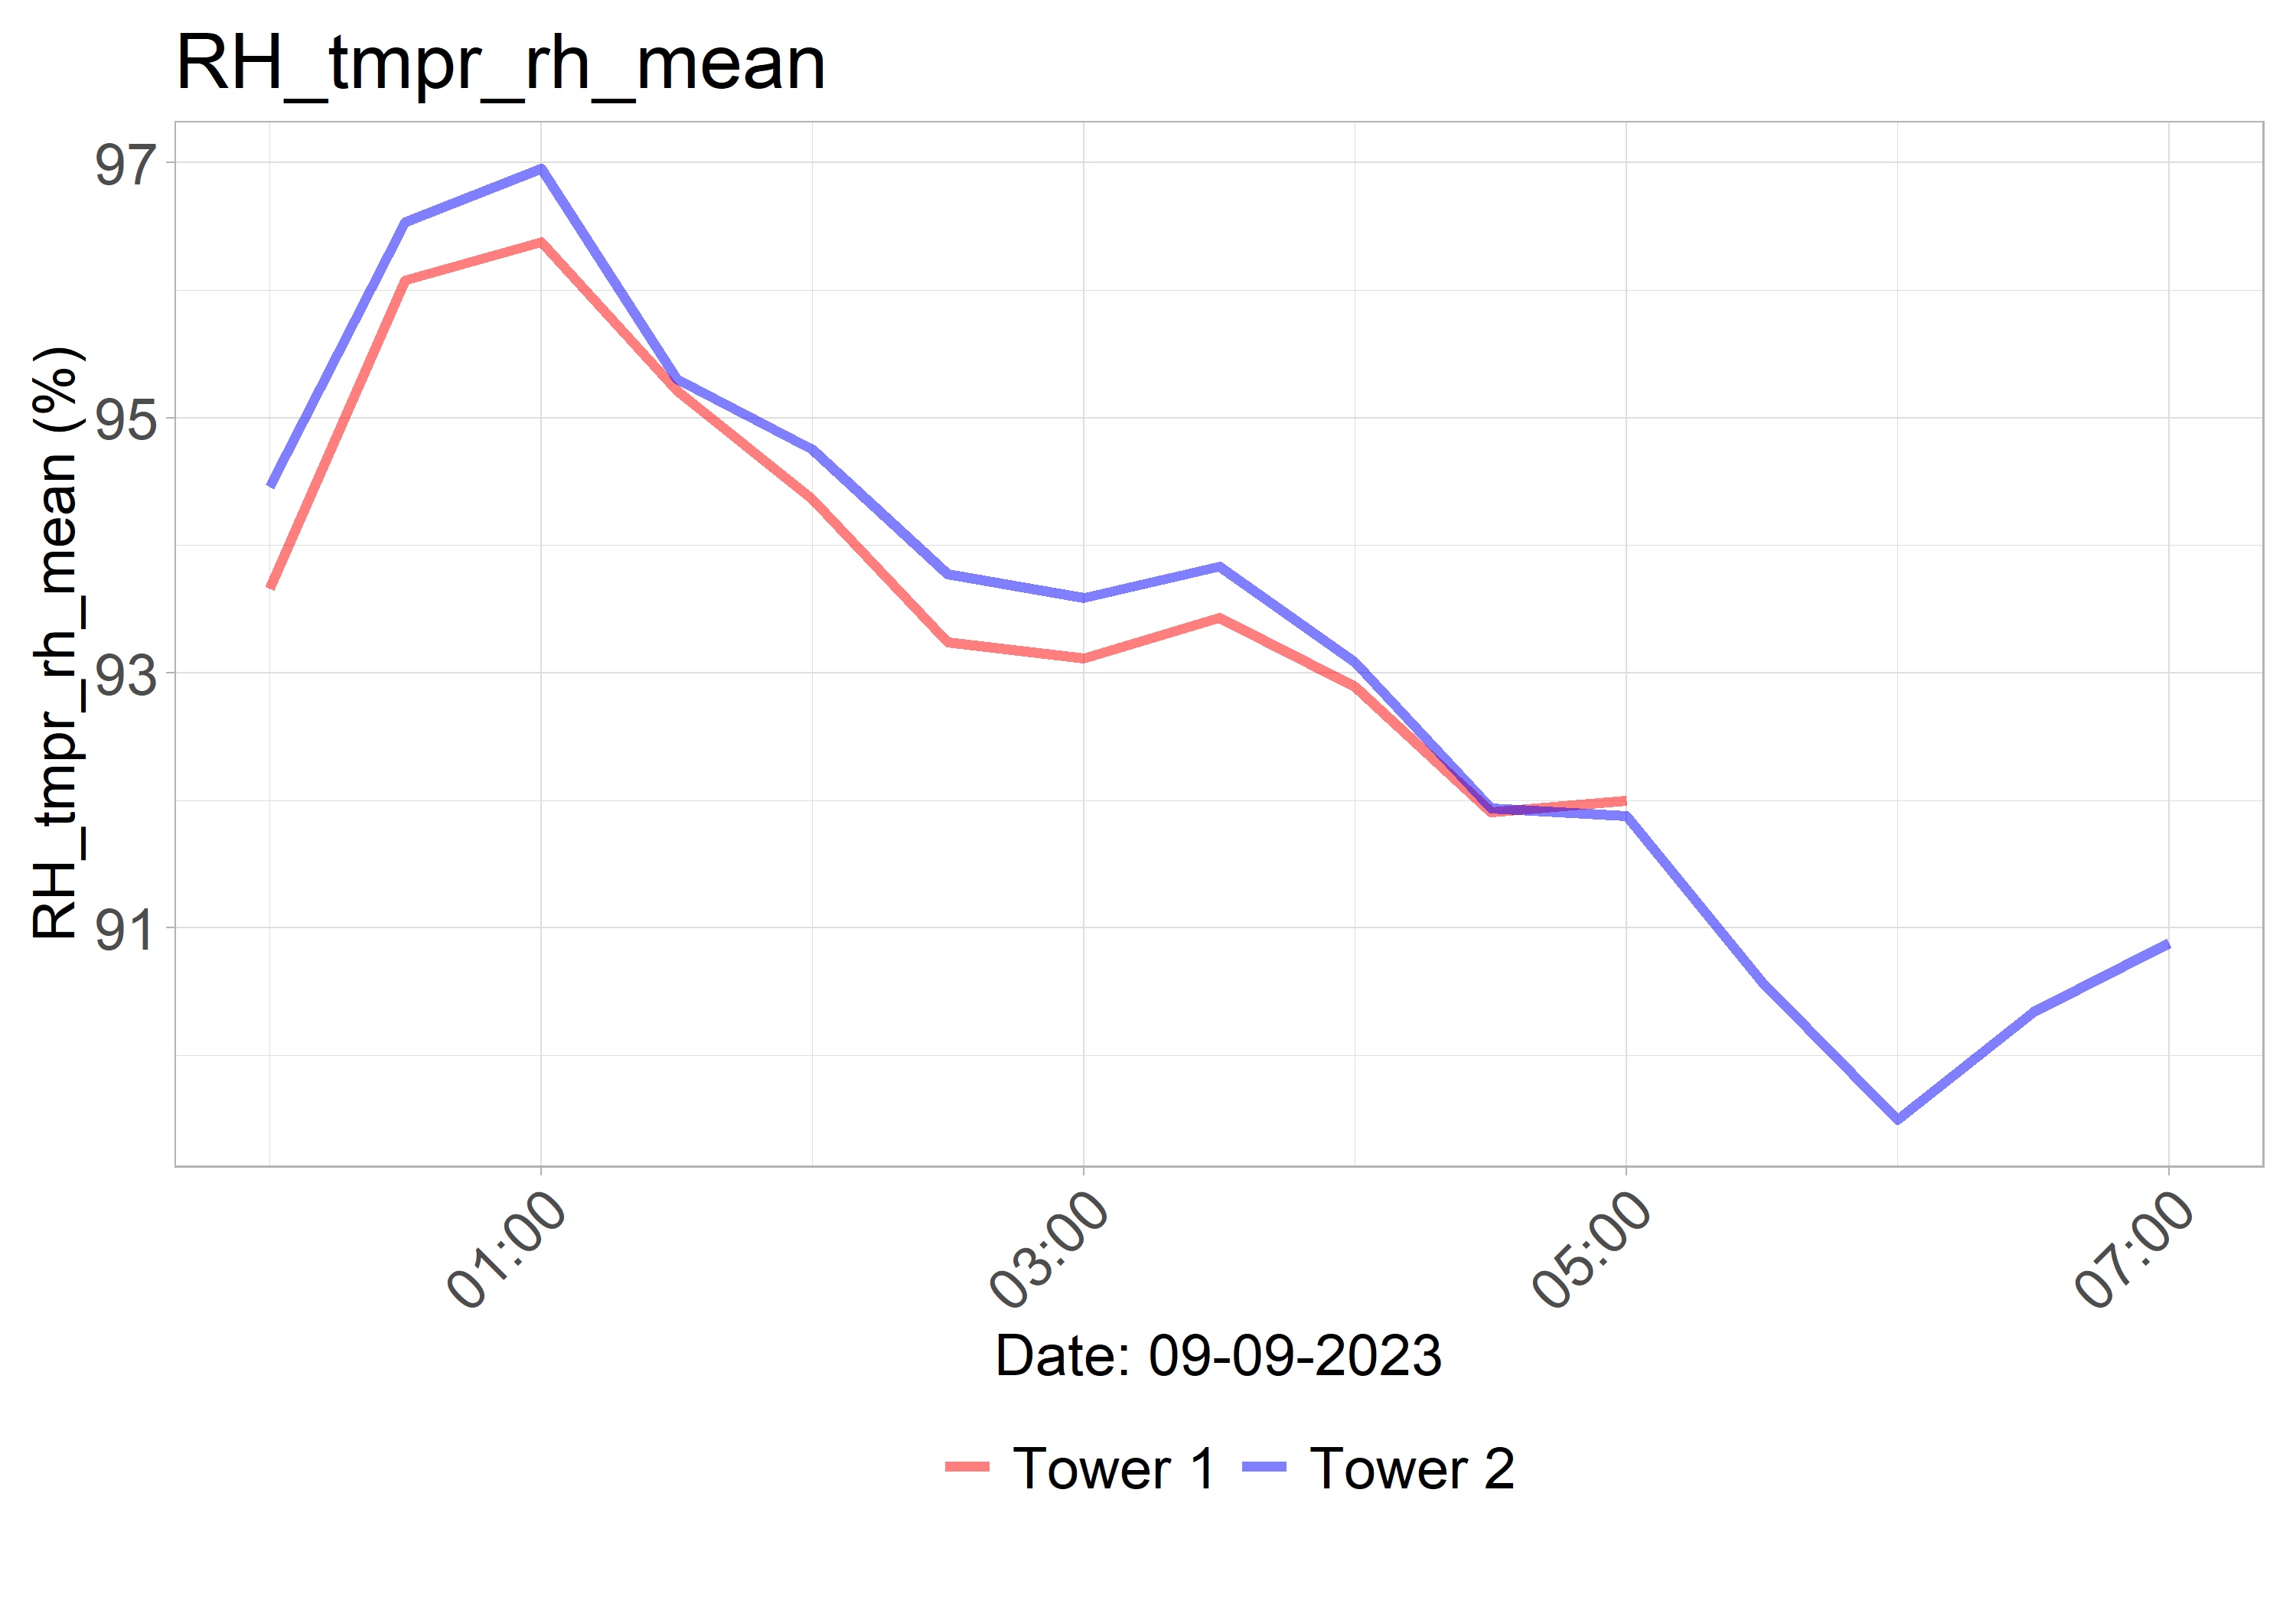 RH_tmpr_rh_mean
RH_tmpr_rh_mean (%)
97
95
93
91
01:00
03:00
05:00
07:00
Date: 09-09-2023
Tower 1
Tower 2